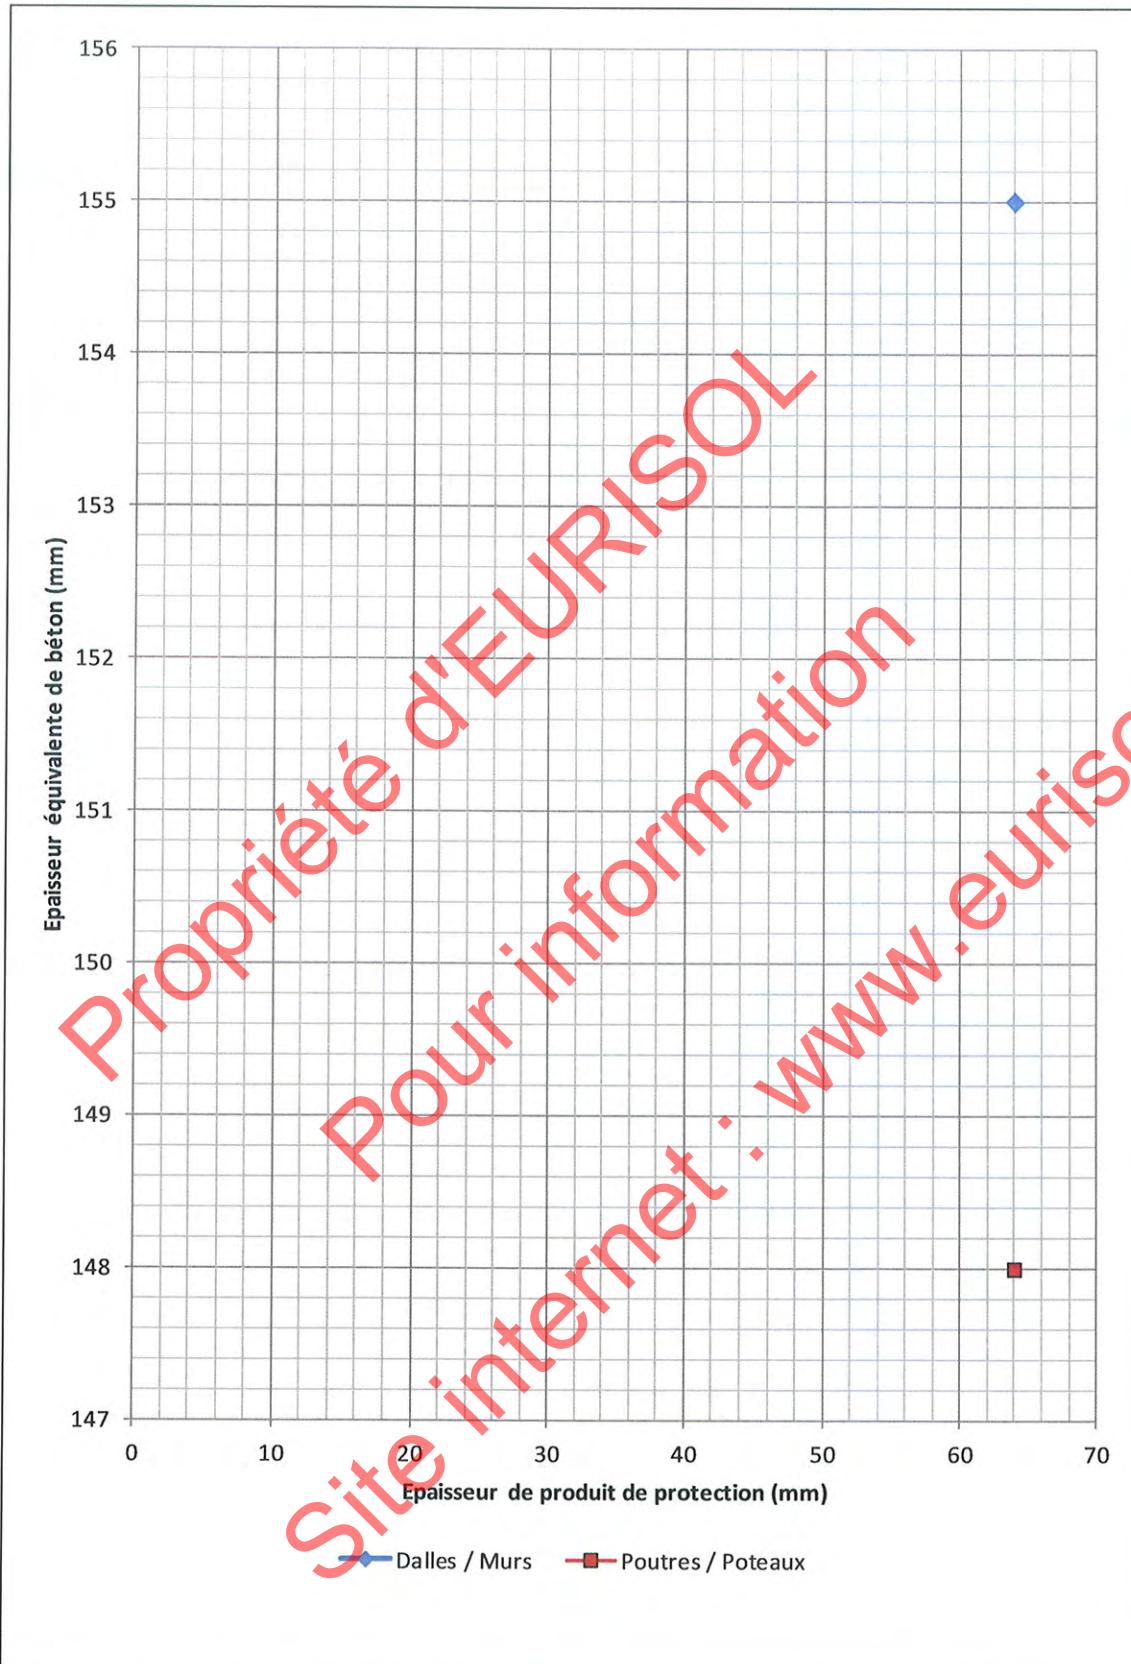 156
155
154
153
152
151
150
149
148
147
Epaisseur équivalente de béton (mm)
0 10 20 30 40 50 60 70
Epaisseur de produit de protection (mm)
Dalles / Murs Poutres / Poteaux
Propriété d'EURISOL
Pour information
Site internet : www.euriso